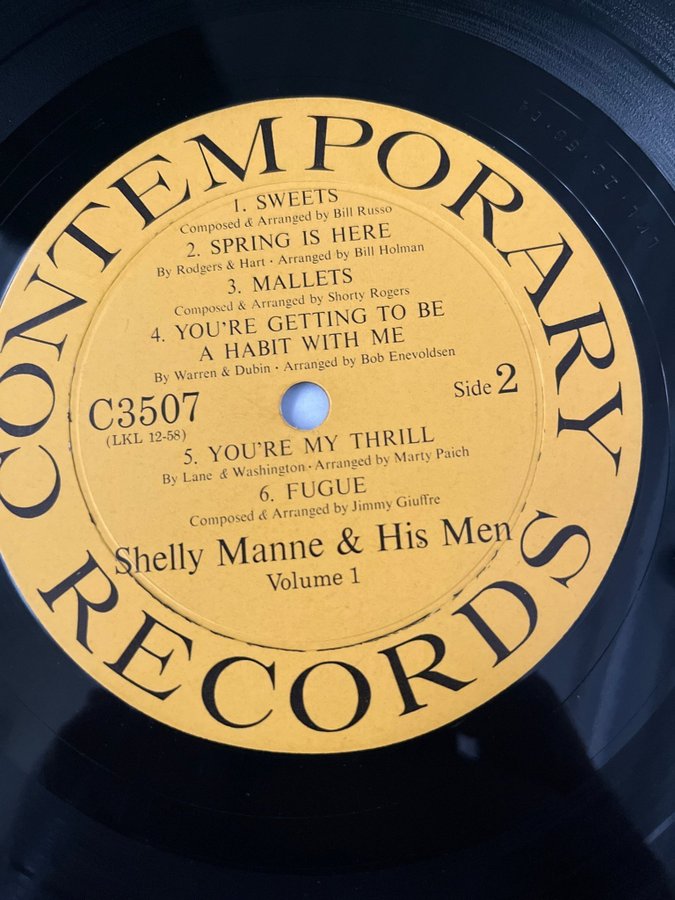 CONTEMPORARY
1. SWEETS
Composed & Arranged by Bill Russo
2. SPRING IS HERE
By Rodgers & Hart · Arranged by Bill Holman
3. MALLETS
Composed & Arranged by Shorty Rogers
4. YOU'RE GETTING TO BE
A HABIT WITH ME
By Warren & Dubin · Arranged by Bob Enevoldsen
C3507
(LKL 12-58)
Side 2
5. YOU'RE MY THRILL
By Lane & Washington · Arranged by Marty Paich
6. FUGUE
Composed & Arranged by Jimmy Giuffre
Shelly Manne & His Men
Volume 1
RECORDS